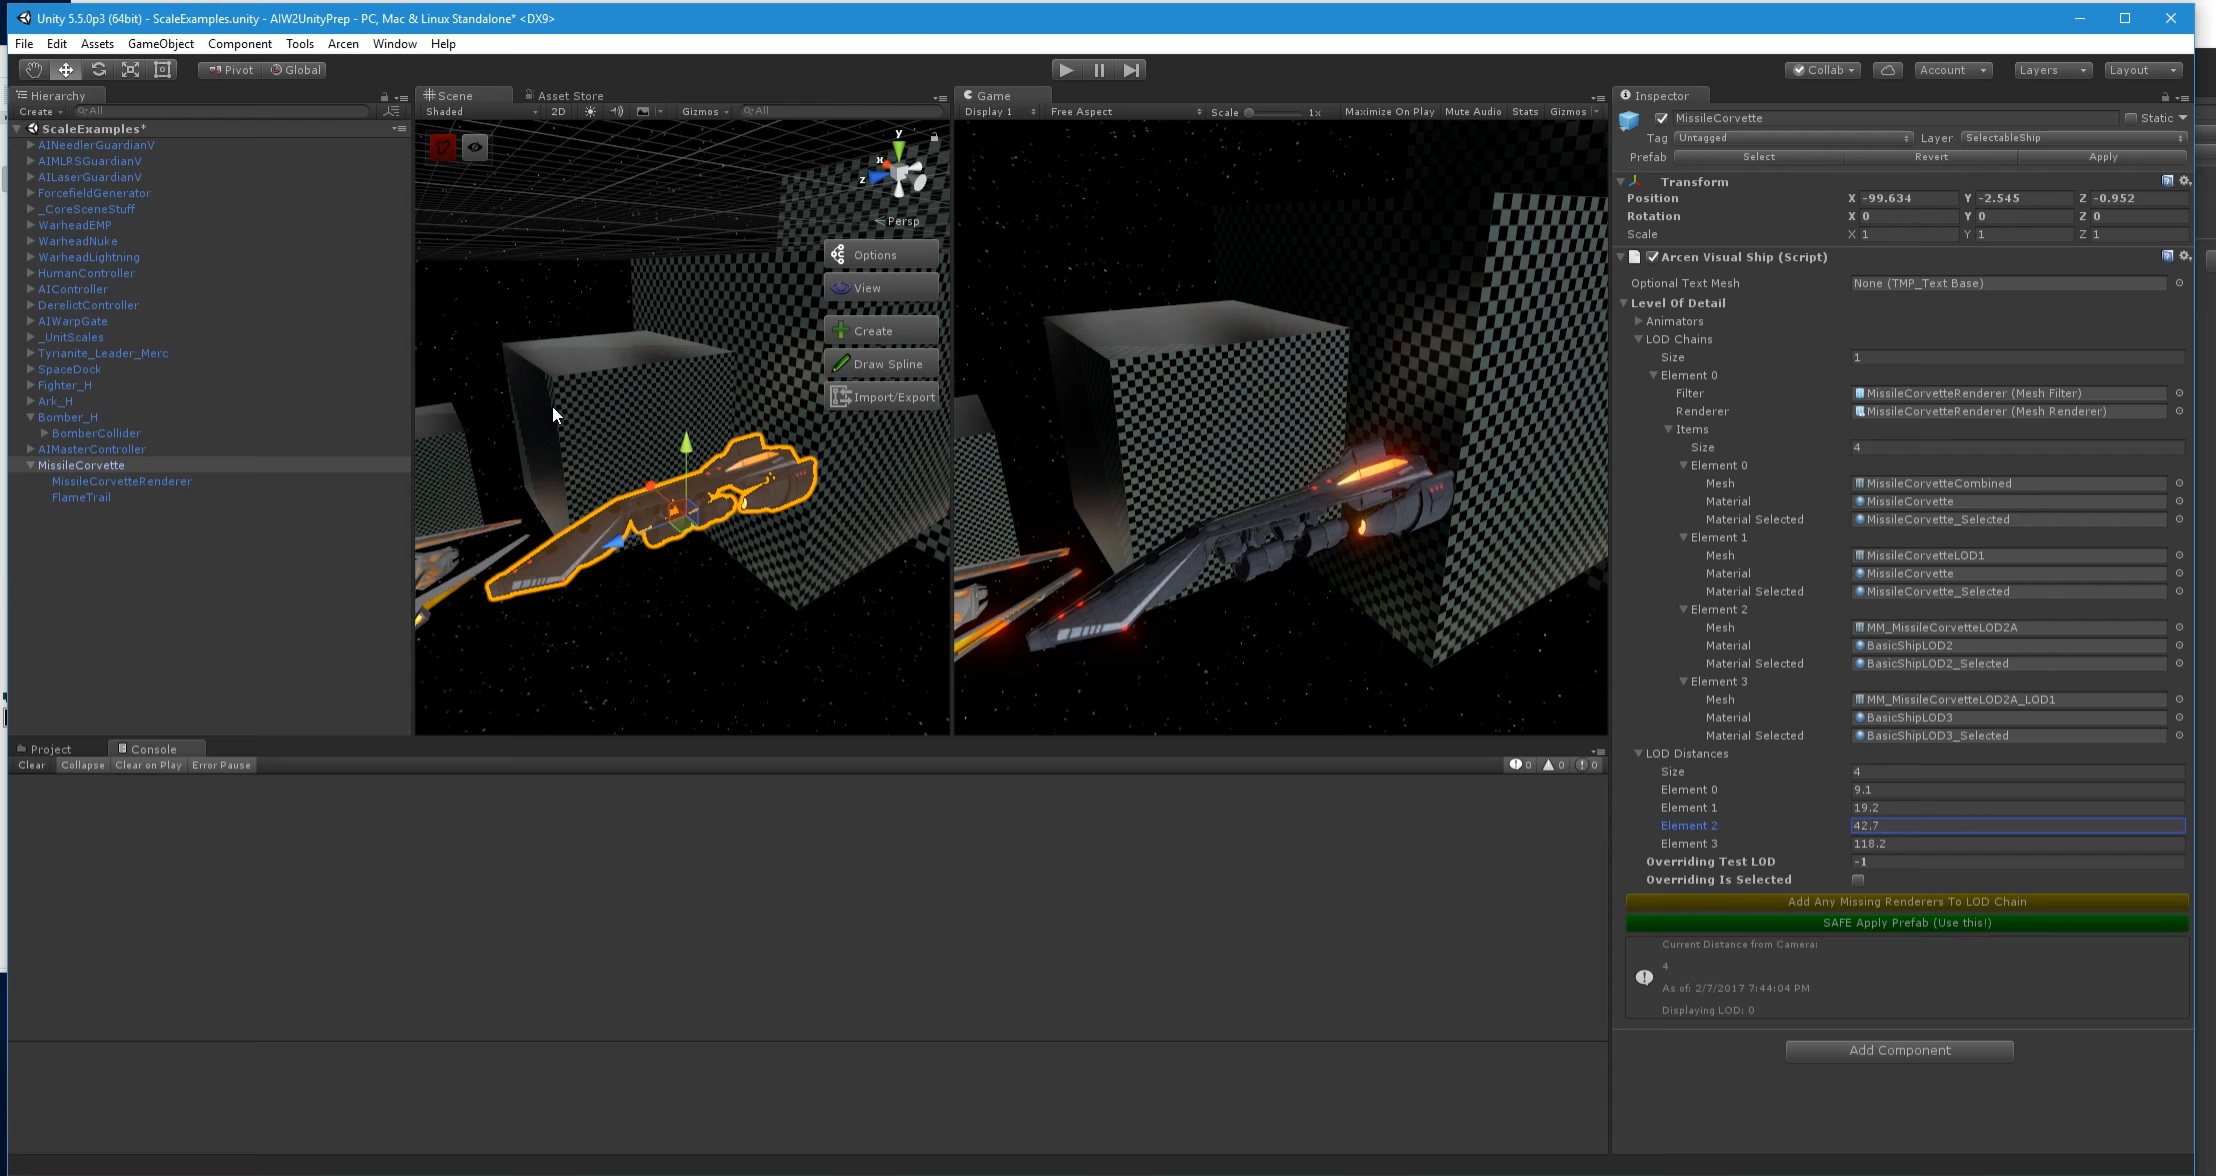 Unity 5.5.0p3 (64bit) - ScaleExamples.unity - AIW2UnityPrep - PC, Mac & Linux Standalone* <DX9>
File Edit Assets GameObject Component Tools Arcen Window Help
Pivot Global Collab Account Layers Layout
Hierarchy
Create All
ScaleExamples*
AINeedlerGuardianV
AIMLRSGuardianV
AILaserGuardianV
ForcefieldGenerator
_CoreSceneStuff
WarheadEMP
WarheadNuke
WarheadLightning
HumanController
AIController
DerelictController
AIWarpGate
_UnitScales
Tyrianite_Leader_Merc
SpaceDock
Fighter_H
Ark_H
Bomber_H
BomberCollider
AIMasterController
MissileCorvette
MissileCorvetteRenderer
FlameTrail
Scene Asset Store
Shaded 2D Gizmos All
y
x
z
Persp
Options
View
Create
Draw Spline
Import/Export
Game
Display 1 Free Aspect Scale 1x Maximize On Play Mute Audio Stats Gizmos
Project Console
Clear Collapse Clear on Play Error Pause 0 0 0
Inspector
MissileCorvette Static
Tag Untagged Layer SelectableShip
Prefab Select Revert Apply
Transform
Position X -99.634 Y -2.545 Z -0.952
Rotation X 0 Y 0 Z 0
Scale X 1 Y 1 Z 1
Arcen Visual Ship (Script)
Optional Text Mesh None (TMP_Text Base)
Level Of Detail
Animators
LOD Chains
Size 1
Element 0
Filter MissileCorvetteRenderer (Mesh Filter)
Renderer MissileCorvetteRenderer (Mesh Renderer)
Items
Size 4
Element 0
Mesh MissileCorvetteCombined
Material MissileCorvette
Material Selected MissileCorvette_Selected
Element 1
Mesh MissileCorvetteLOD1
Material MissileCorvette
Material Selected MissileCorvette_Selected
Element 2
Mesh MM_MissileCorvetteLOD2A
Material BasicShipLOD2
Material Selected BasicShipLOD2_Selected
Element 3
Mesh MM_MissileCorvetteLOD2A_LOD1
Material BasicShipLOD3
Material Selected BasicShipLOD3_Selected
LOD Distances
Size 4
Element 0 9.1
Element 1 19.2
Element 2 42.7
Element 3 118.2
Overriding Test LOD -1
Overriding Is Selected
Add Any Missing Renderers To LOD Chain
SAFE Apply Prefab (Use this!)
Current Distance from Camera:
4
As of: 2/7/2017 7:44:04 PM
Displaying LOD: 0
Add Component